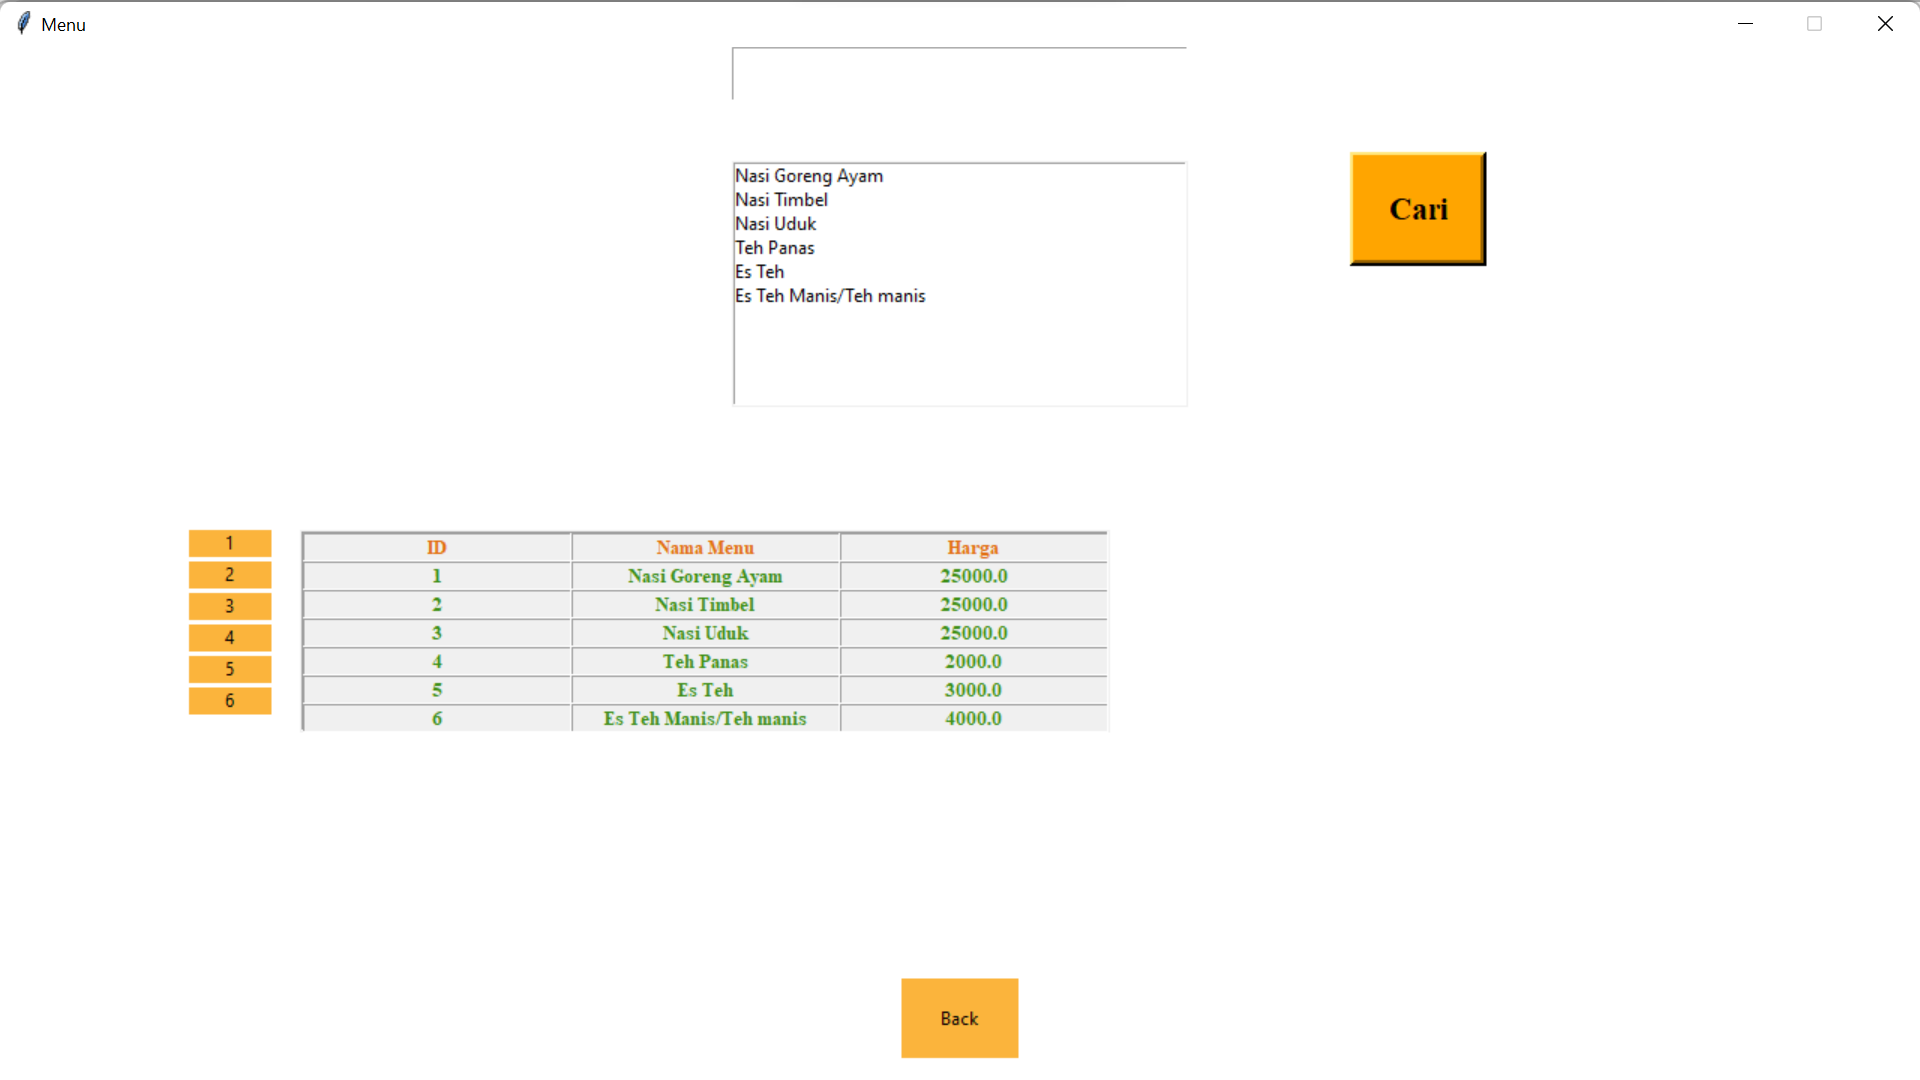 Menu
Nasi Goreng Ayam
Nasi Timbel
Nasi Uduk
Teh Panas
Es Teh
Es Teh Manis/Teh manis
Cari
1
2
3
4
5
6
ID Nama Menu Harga
1 Nasi Goreng Ayam 25000.0
2 Nasi Timbel 25000.0
3 Nasi Uduk 25000.0
4 Teh Panas 2000.0
5 Es Teh 3000.0
6 Es Teh Manis/Teh manis 4000.0
Back